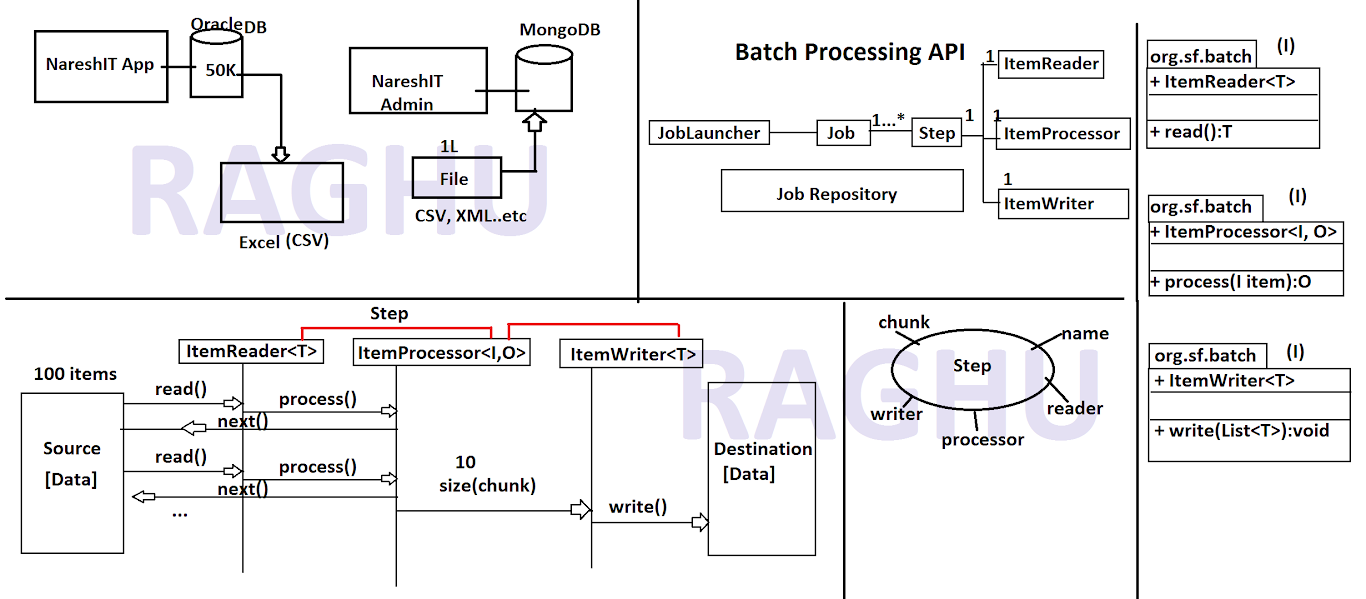 Oracle DB
NareshIT App
50K
Excel (CSV)
MongoDB
NareshIT
Admin
1L
File
CSV, XML..etc
RAGHU
Batch Processing API
JobLauncher
Job
1...*
Step
1
1
ItemReader
1
ItemProcessor
1
ItemWriter
Job Repository
org.sf.batch
(I)
+ ItemReader<T>
+ read():T
org.sf.batch
(I)
+ ItemProcessor<I, O>
+ process(I item):O
org.sf.batch
(I)
+ ItemWriter<T>
+ write(List<T>):void
Step
ItemReader<T>
ItemProcessor<I,O>
ItemWriter<T>
100 items
Source
[Data]
read()
process()
next()
read()
process()
next()
...
10
size(chunk)
write()
Destination
[Data]
RAGHU
chunk
name
Step
writer
reader
processor